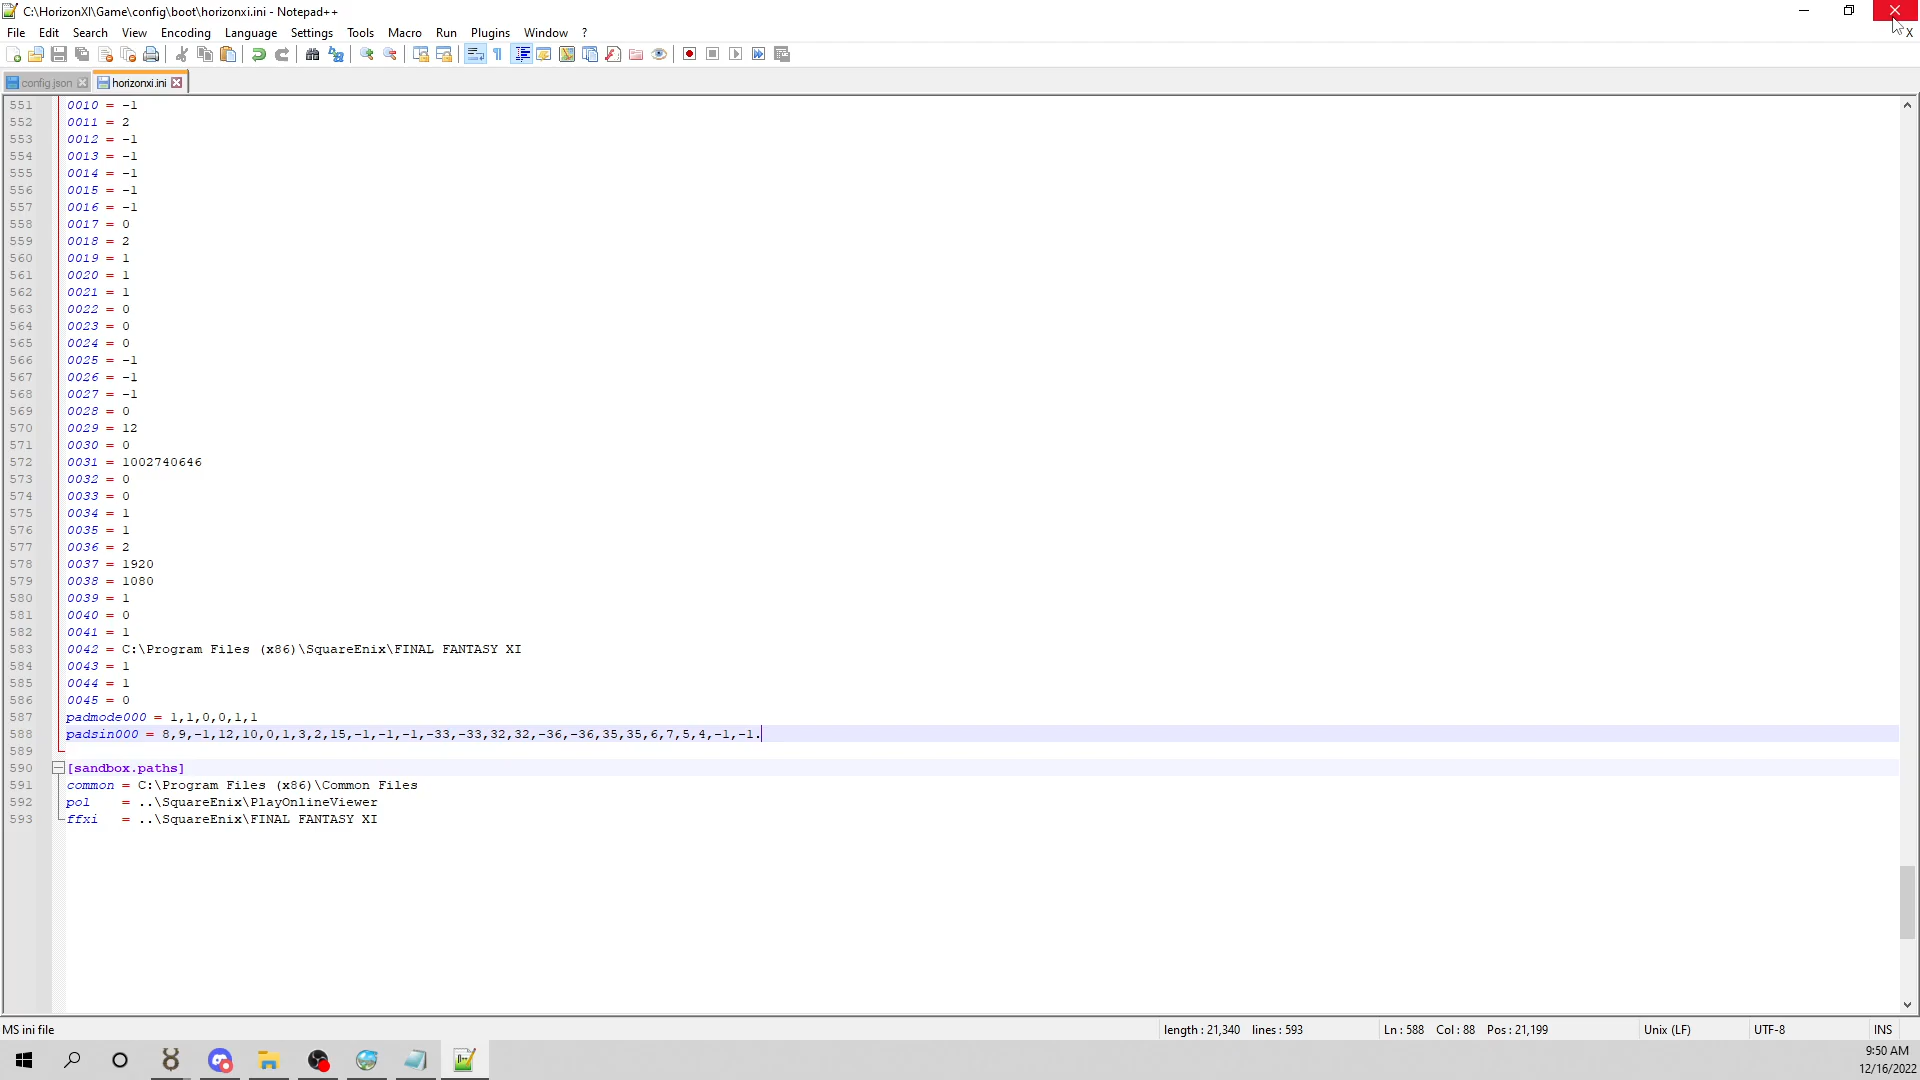 C:\HorizonXI\Game\config\boot\horizonxi.ini - Notepad++
File Edit Search View Encoding Language Settings Tools Macro Run Plugins Window ? X
config.json horizonxi.ini
551 0010 = -1
552 0011 = 2
553 0012 = -1
554 0013 = -1
555 0014 = -1
556 0015 = -1
557 0016 = -1
558 0017 = 0
559 0018 = 2
560 0019 = 1
561 0020 = 1
562 0021 = 1
563 0022 = 0
564 0023 = 0
565 0024 = 0
566 0025 = -1
567 0026 = -1
568 0027 = -1
569 0028 = 0
570 0029 = 12
571 0030 = 0
572 0031 = 1002740646
573 0032 = 0
574 0033 = 0
575 0034 = 1
576 0035 = 1
577 0036 = 2
578 0037 = 1920
579 0038 = 1080
580 0039 = 1
581 0040 = 0
582 0041 = 1
583 0042 = C:\Program Files (x86)\SquareEnix\FINAL FANTASY XI
584 0043 = 1
585 0044 = 1
586 0045 = 0
587 padmode000 = 1,1,0,0,1,1
588 padsin000 = 8,9,-1,12,10,0,1,3,2,15,-1,-1,-1,-33,-33,32,32,-36,-36,35,35,6,7,5,4,-1,-1.
589
590 [sandbox.paths]
591 common = C:\Program Files (x86)\Common Files
592 pol = ..\SquareEnix\PlayOnlineViewer
593 ffxi = ..\SquareEnix\FINAL FANTASY XI
MS ini file length : 21,340 lines : 593 Ln : 588 Col : 88 Pos : 21,199 Unix (LF) UTF-8 INS
9:50 AM
12/16/2022